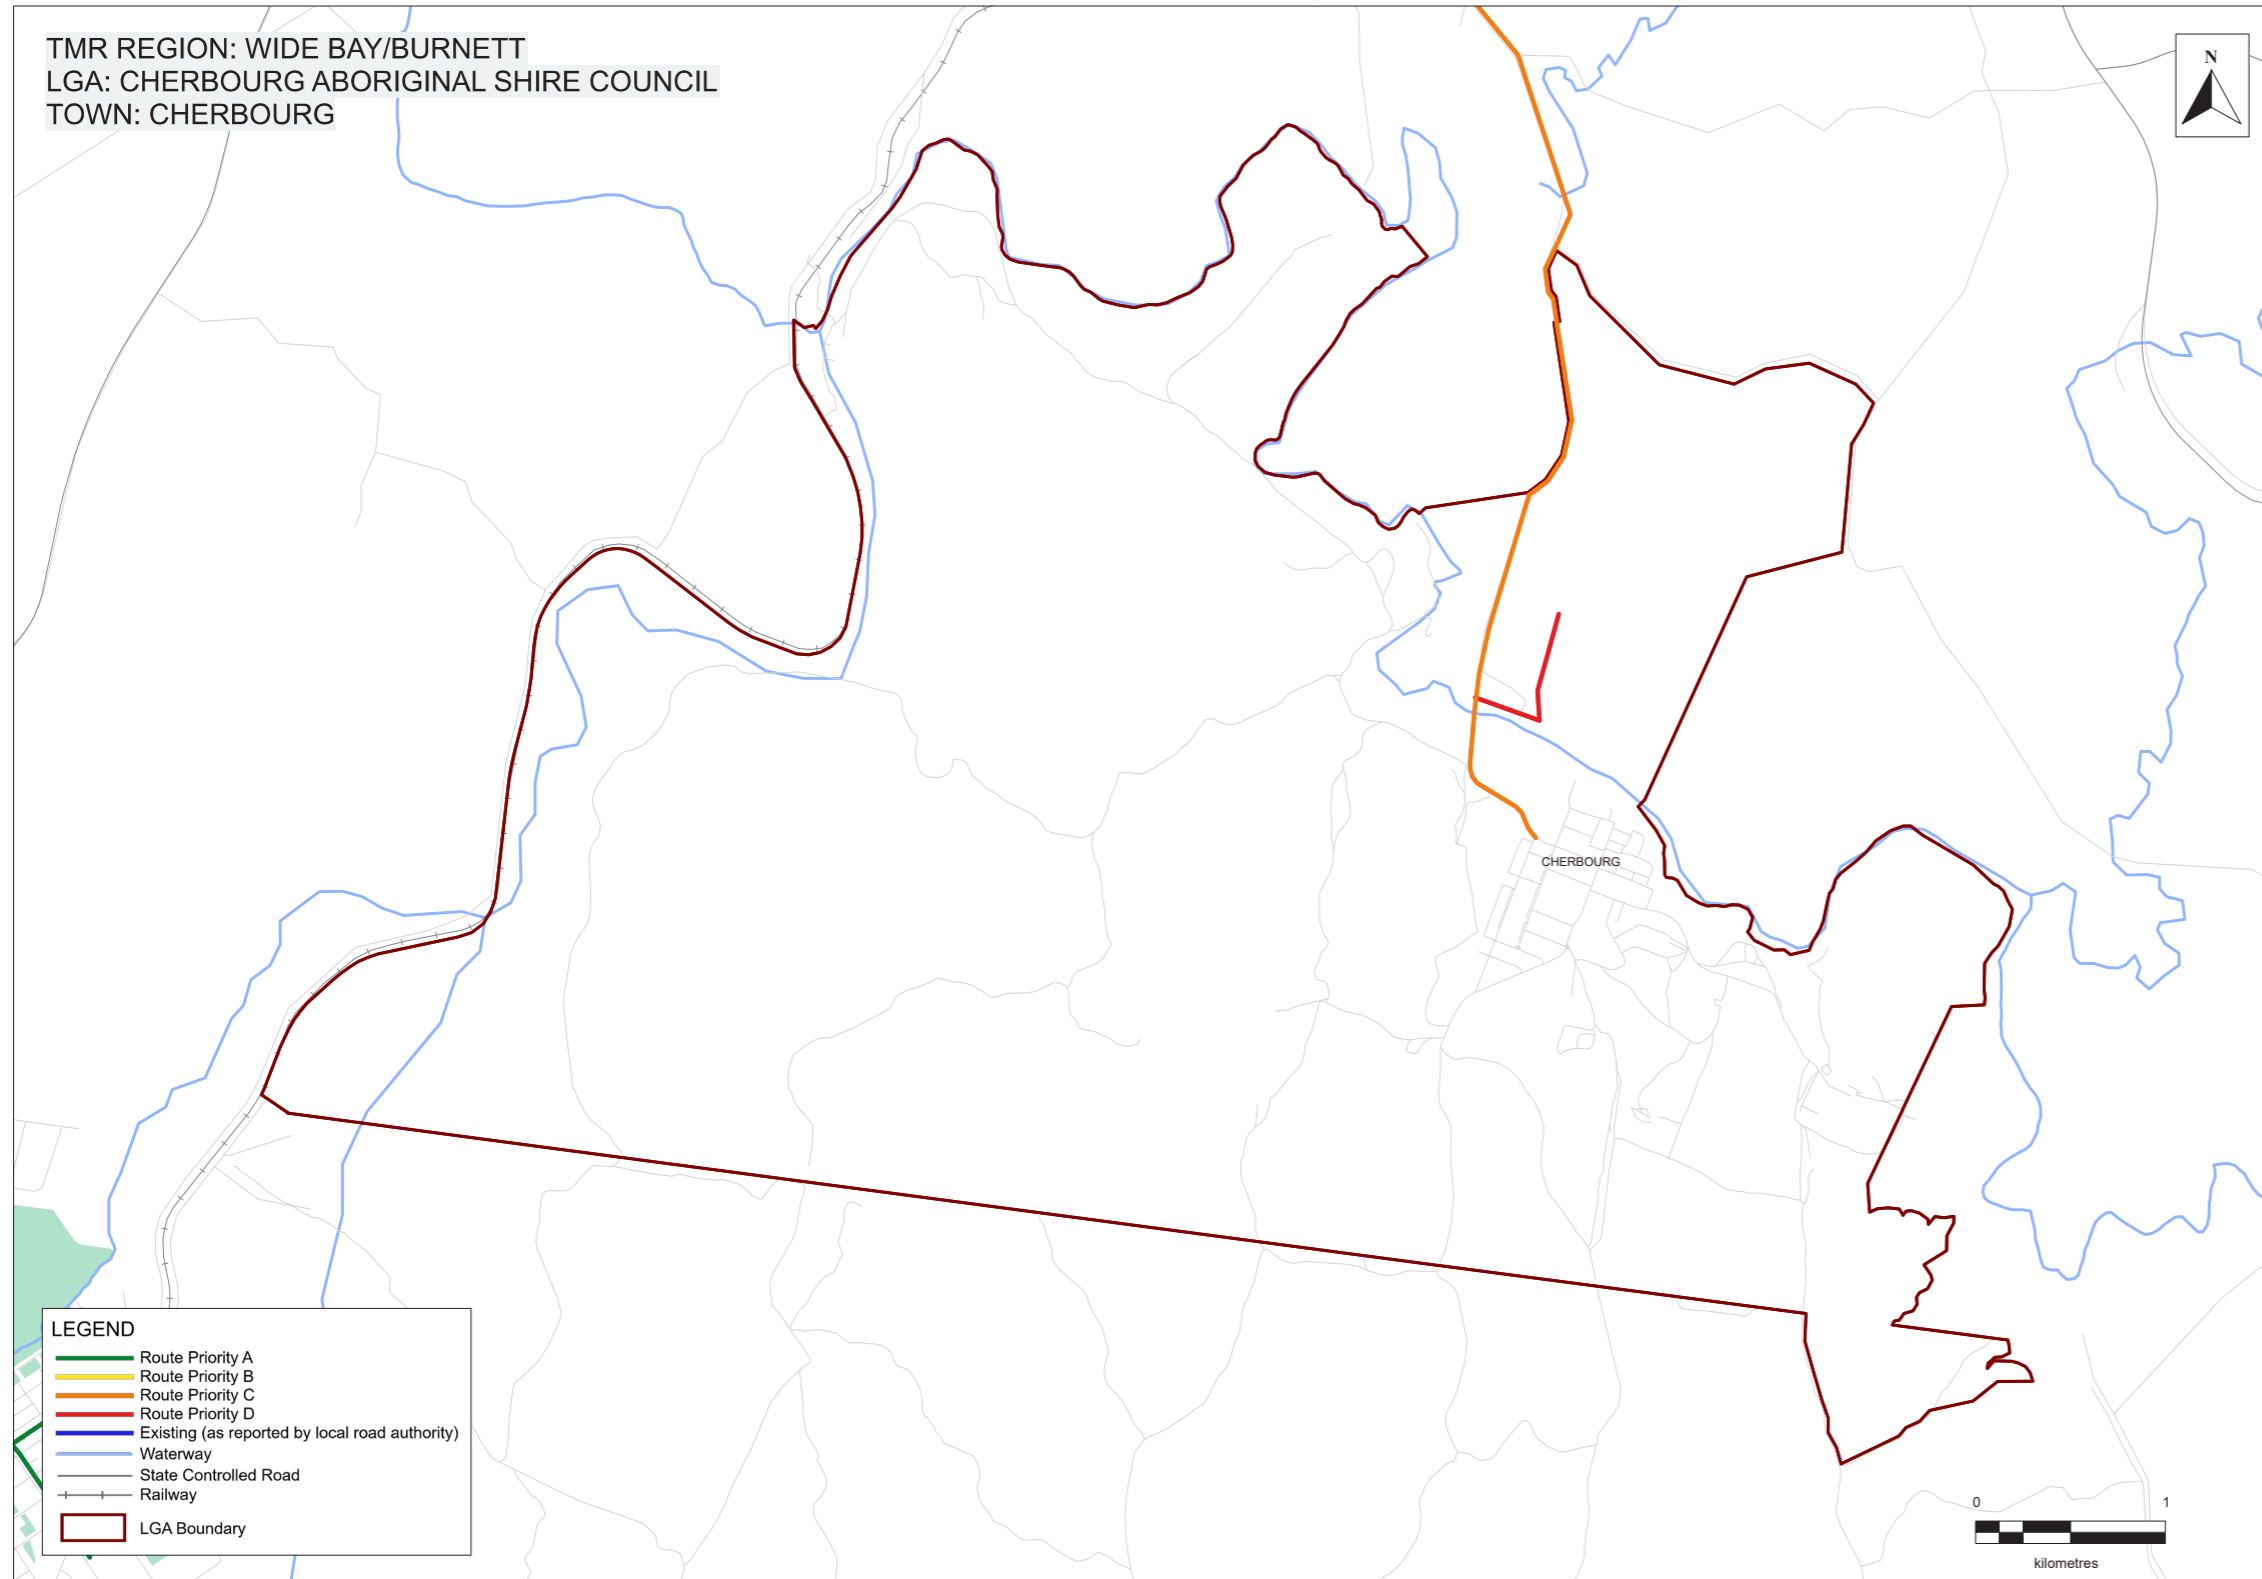 TMR REGION: WIDE BAY/BURNETT
LGA: CHERBOURG ABORIGINAL SHIRE COUNCIL
TOWN: CHERBOURG
N
CHERBOURG
LEGEND
Route Priority A
Route Priority B
Route Priority C
Route Priority D
Existing (as reported by local road authority)
Waterway
State Controlled Road
Railway
LGA Boundary
0 1
kilometres